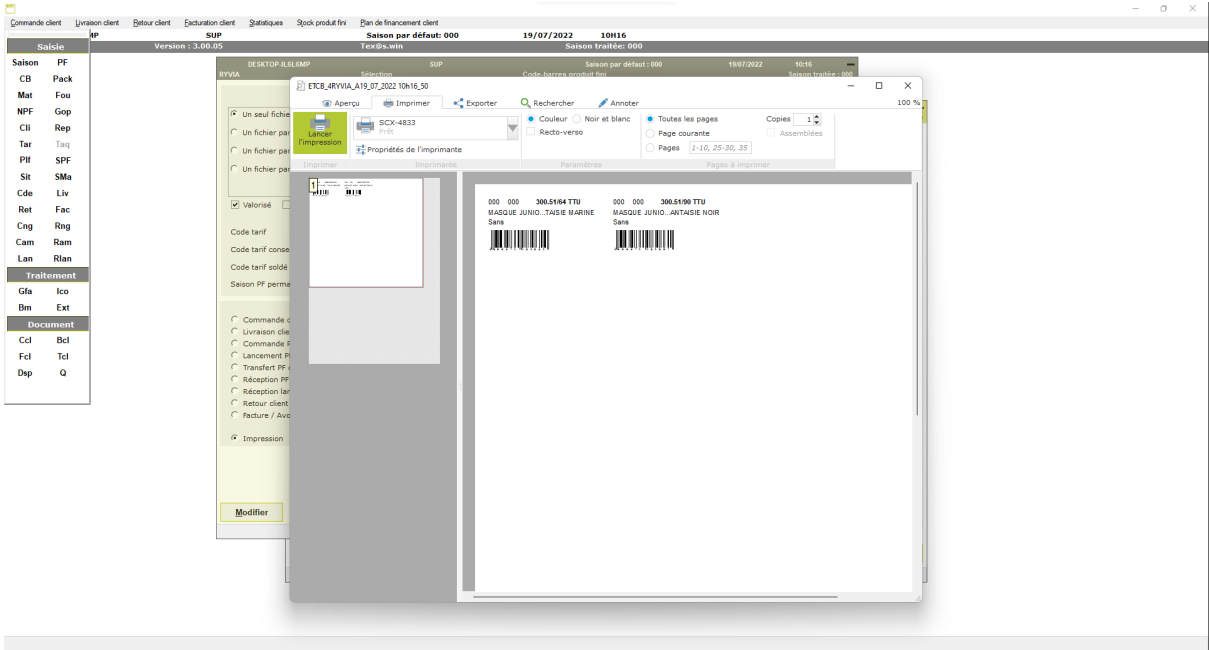 Commande client Livraison client Retour client Facturation client Statistiques Stock produit fini Plan de financement client
MP SUP Saison par défaut: 000 19/07/2022 10H16
Version : 3.00.05 Tex@s.win Saison traitée: 000
Saisie
Saison PF
CB Pack
Mat Fou
NPF Gop
Cli Rep
Tar Taq
Plf SPF
Sit SMa
Cde Liv
Ret Fac
Cng Rng
Cam Ram
Lan Rlan
Traitement
Gfa Ico
Bm Ext
Document
Ccl Bcl
Fcl Tcl
Dsp Q
DESKTOP-IL6L6MP SUP Saison par défaut : 000 19/07/2022 10:16
RYVIA Sélection Code-barres produit fini Saison traitée : 000
Un seul fichie
Un fichier par
Un fichier par
Un fichier par
Valorisé
Code tarif
Code tarif conse
Code tarif soldé
Saison PF perma
Commande c
Livraison clie
Commande F
Lancement P
Transfert PF
Réception PF
Réception lan
Retour client
Facture / Avo
Impression
Modifier
ETCB_4RYVIA_A19_07_2022 10h16_50
Aperçu Imprimer Exporter Rechercher Annoter 100 %
Lancer l'impression
SCX-4833
Prêt
Propriétés de l'imprimante
Couleur Noir et blanc
Recto-verso
Toutes les pages
Page courante
Pages 1-10, 25-30, 35
Copies 1
Assemblées
Imprimer Imprimante Paramètres Pages à imprimer
1
000 000 300.51/64 TTU 000 000 300.51/90 TTU
MASQUE JUNIO...TAISIE MARINE MASQUE JUNIO...ANTAISIE NOIR
Sans Sans